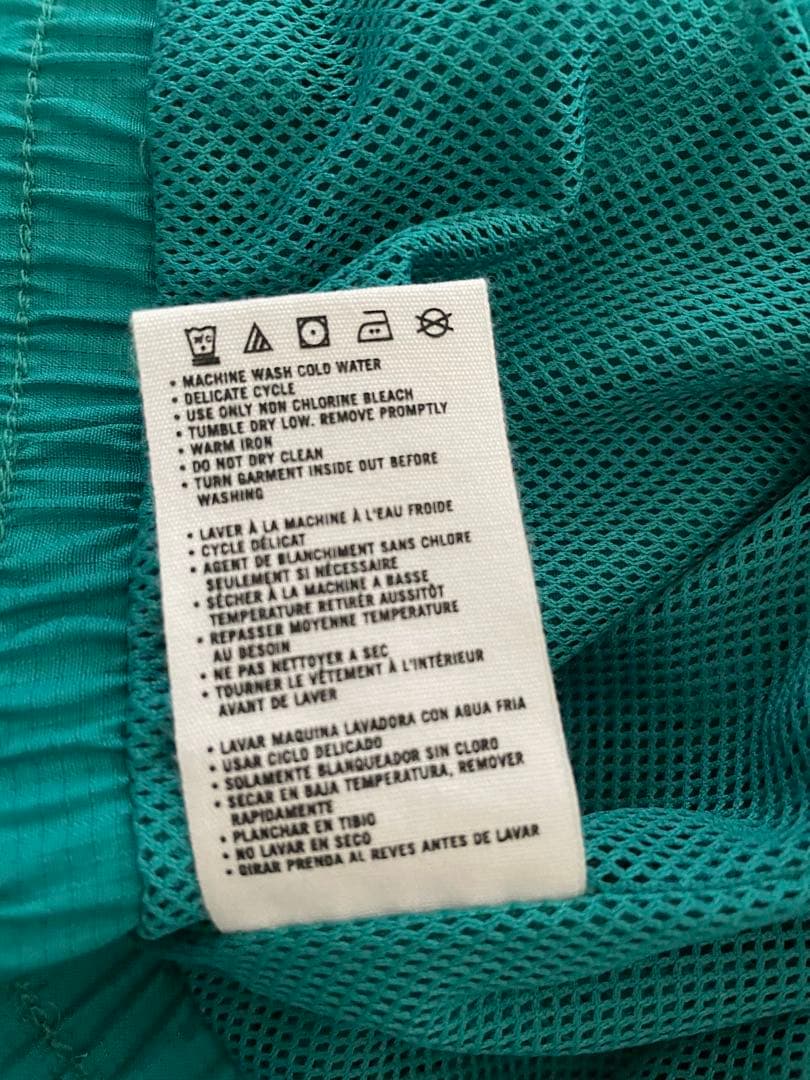 • MACHINE WASH COLD WATER
• DELICATE CYCLE
• USE ONLY NON CHLORINE BLEACH
• TUMBLE DRY LOW. REMOVE PROMPTLY
• WARM IRON
• DO NOT DRY CLEAN
• TURN GARMENT INSIDE OUT BEFORE
WASHING
• LAVER À LA MACHINE À L'EAU FROIDE
• CYCLE DÉLICAT
• AGENT DE BLANCHIMENT SANS CHLORE
SEULEMENT SI NÉCESSAIRE
• SÉCHER À LA MACHINE A BASSE
TEMPERATURE RETIRÉR AUSSITÔT
• REPASSER MOYENNE TEMPERATURE
AU BESOIN
• NE PAS NETTOYER A SEC
• TOURNER LE VÊTEMENT À L'INTÉRIEUR
AVANT DE LAVER
• LAVAR MAQUINA LAVADORA CON AGUA FRIA
• USAR CICLO DELICADO
• SOLAMENTE BLANQUEADOR SIN CLORO
• SECAR EN BAJA TEMPERATURA, REMOVER
RAPIDAMENTE
• PLANCHAR EN TIBIO
• NO LAVAR EN SECO
• GIRAR PRENDA AL REVES ANTES DE LAVAR